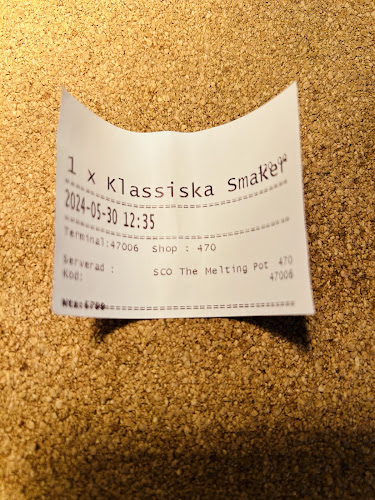 1 x Klassiska Smaker
2024-05-30 12:35
Terminal:47006 Shop : 470
Serverad : SCO The Melting Pot 470
Kod: 47006